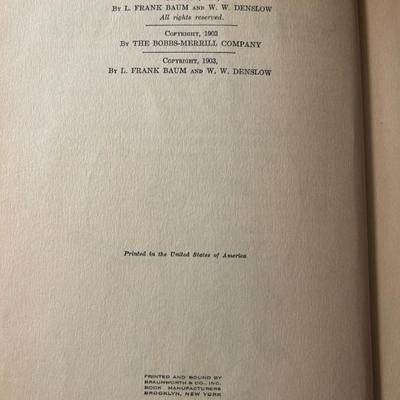 By L. FRANK BAUM AND W. W. DENSLOW
All rights reserved.
Copyright, 1903
By THE BOBBS-MERRILL COMPANY
Copyright, 1903,
By L. FRANK BAUM AND W. W. DENSLOW
Printed in the United States of America
PRINTED AND BOUND BY
BRAUNWORTH & CO., INC.
BOOK MANUFACTURERS
BROOKLYN, NEW YORK